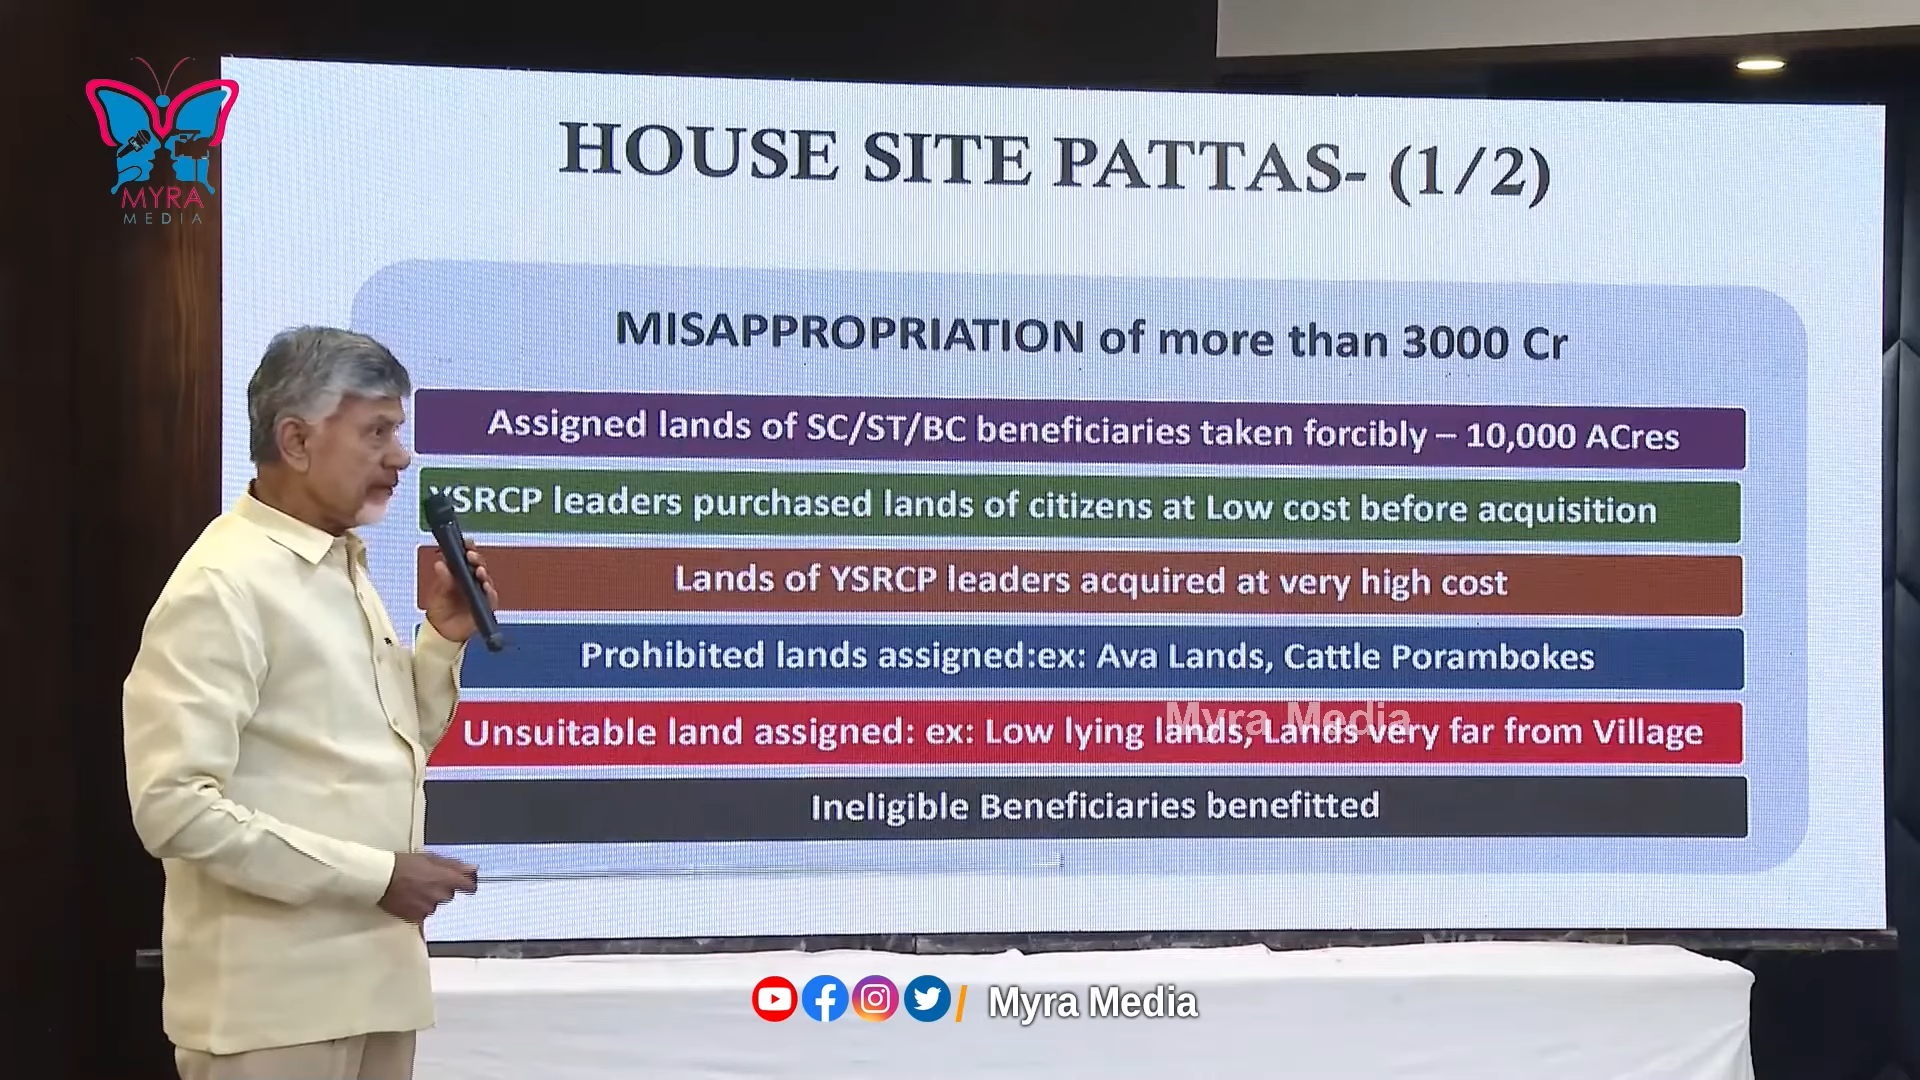 MYRA
MEDIA
HOUSE SITE PATTAS- (1/2)
MISAPPROPRIATION of more than 3000 Cr
Assigned lands of SC/ST/BC beneficiaries taken forcibly – 10,000 ACres
YSRCP leaders purchased lands of citizens at Low cost before acquisition
Lands of YSRCP leaders acquired at very high cost
Prohibited lands assigned:ex: Ava Lands, Cattle Porambokes
Unsuitable land assigned: ex: Low lying lands, Lands very far from Village
Myra Media
Ineligible Beneficiaries benefitted
/ Myra Media